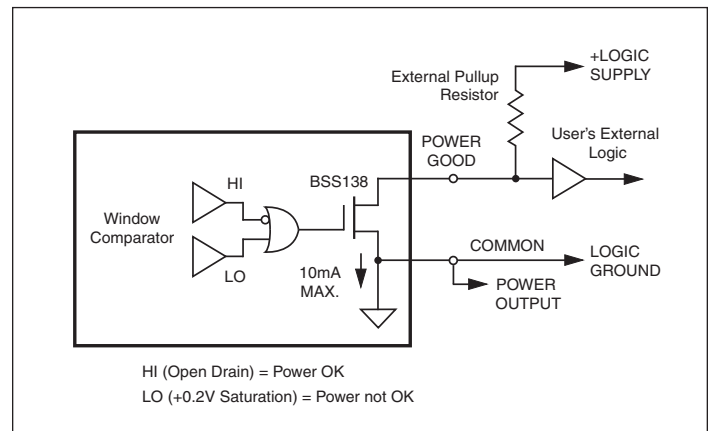 +LOGIC
SUPPLY
External Pullup
Resistor
POWER
GOOD
User's External
Logic
BSS138
HI
Window
Comparator
LO
10mA
MAX.
COMMON
LOGIC
GROUND
POWER
OUTPUT
HI (Open Drain) = Power OK
LO (+0.2V Saturation) = Power not OK